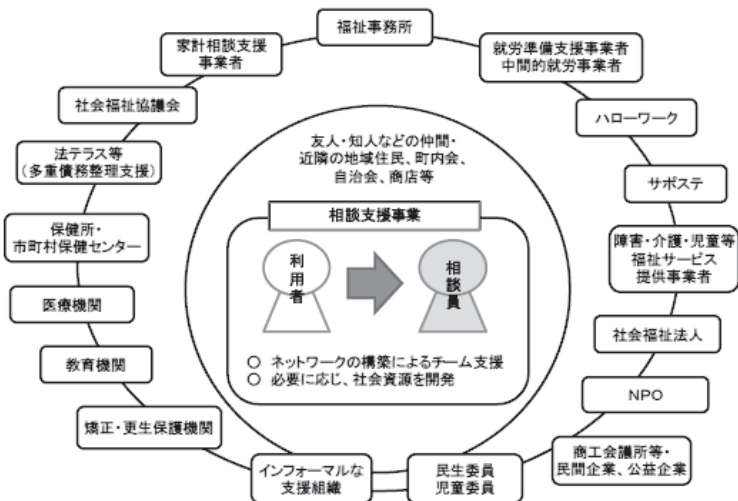 福祉事務所
家計相談支援
事業者
就労準備支援事業者
中間的就労事業者
社会福祉協議会
ハローワーク
法テラス等
(多重債務整理支援)
サポステ
保健所・
市町村保健センター
障害・介護・児童等
福祉サービス
提供事業者
医療機関
社会福祉法人
教育機関
NPO
矯正・更生保護機関
商工会議所等・
民間企業、公益企業
インフォーマルな
支援組織
民生委員
児童委員
友人・知人などの仲間・
近隣の地域住民、町内会、
自治会、商店等
相談支援事業
利用者
相談員
○ ネットワークの構築によるチーム支援
○ 必要に応じ、社会資源を開発